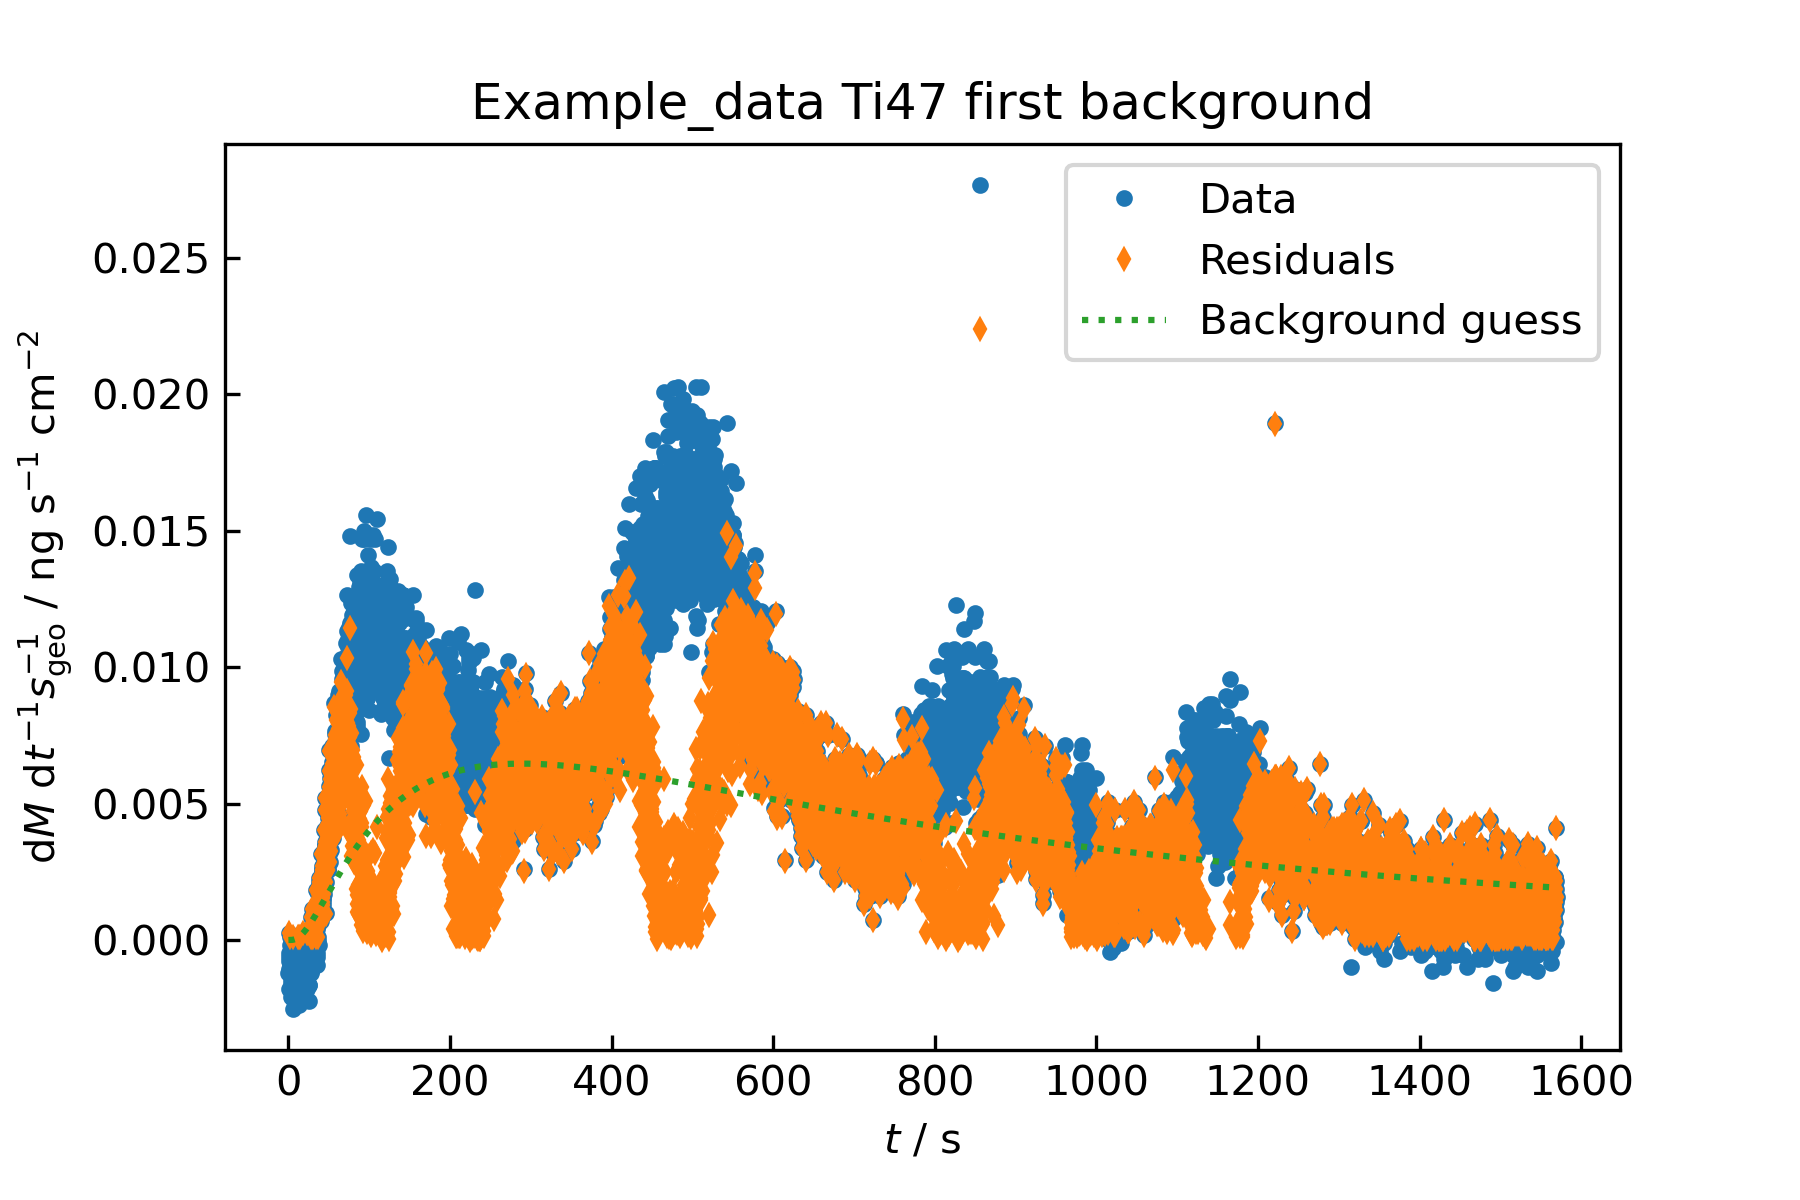 Example_data Ti47 first background
Data
Residuals
Background guess
0.025
0.020
0.015
0.010
0.005
0.000
dM dt⁻¹s⁻¹geo / ng s⁻¹ cm⁻²
0 200 400 600 800 1000 1200 1400 1600
t / s